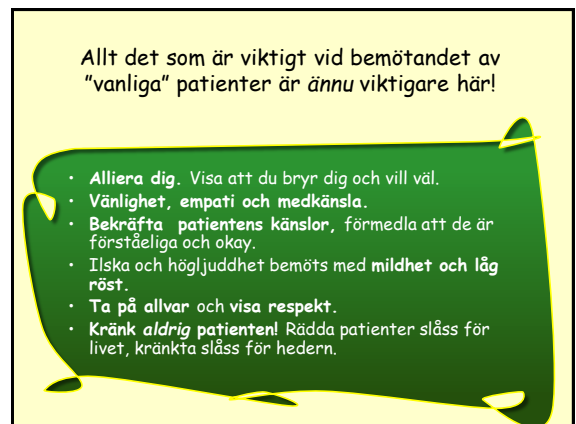 Allt det som är viktigt vid bemötandet av
”vanliga” patienter är ännu viktigare här!
• Alliera dig. Visa att du bryr dig och vill väl.
• Vänlighet, empati och medkänsla.
• Bekräfta patientens känslor, förmedla att de är
förståeliga och okay.
• Ilska och högljuddhet bemöts med mildhet och låg
röst.
• Ta på allvar och visa respekt.
• Kränk aldrig patienten! Rädda patienter slåss för
livet, kränkta slåss för hedern.